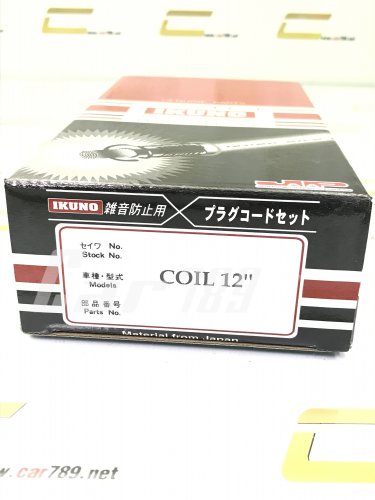 IKUNO
IKUNO 雑音防止用 プラグコードセット
セイワ No.
Stock No.
車種・型式
Models
COIL 12"
部品番号
Parts No.
Material from Japan
www.car789.net